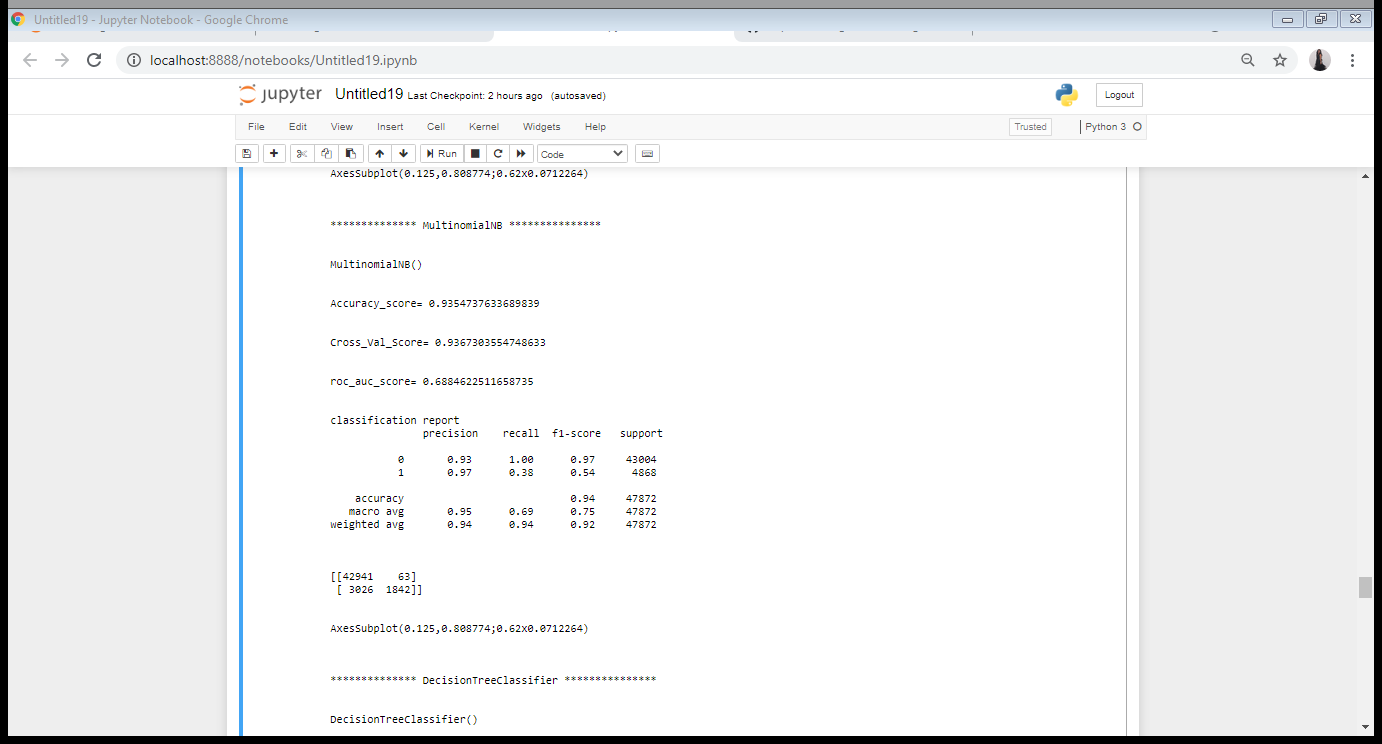 Untitled19 - Jupyter Notebook - Google Chrome
localhost:8888/notebooks/Untitled19.ipynb
jupyter Untitled19 Last Checkpoint: 2 hours ago (autosaved)
Logout
File Edit View Insert Cell Kernel Widgets Help
Trusted Python 3
Run Code
AxesSubplot(0.125,0.808774;0.62x0.0712264)
************** MultinomialNB ***************
MultinomialNB()
Accuracy_score= 0.9354737633689839
Cross_Val_Score= 0.9367303554748633
roc_auc_score= 0.6884622511658735
classification report
precision recall f1-score support
0 0.93 1.00 0.97 43004
1 0.97 0.38 0.54 4868
accuracy 0.94 47872
macro avg 0.95 0.69 0.75 47872
weighted avg 0.94 0.94 0.92 47872
[[42941 63]
[ 3026 1842]]
AxesSubplot(0.125,0.808774;0.62x0.0712264)
************** DecisionTreeClassifier ***************
DecisionTreeClassifier()